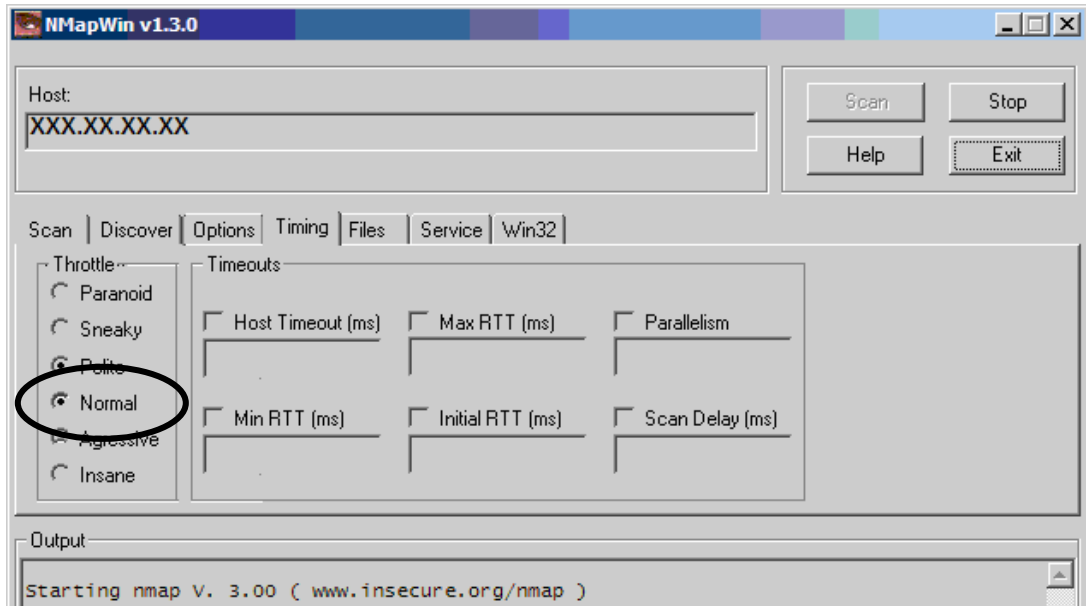 NMapWin v1.3.0
Host:
XXX.XX.XX.XX
Scan
Stop
Help
Exit
Scan Discover Options Timing Files Service Win32
Throttle
Paranoid
Sneaky
Polite
Normal
Agressive
Insane
Timeouts
Host Timeout (ms) Max RTT (ms) Parallelism
Min RTT (ms) Initial RTT (ms) Scan Delay (ms)
Output
Starting nmap V. 3.00 ( www.insecure.org/nmap )